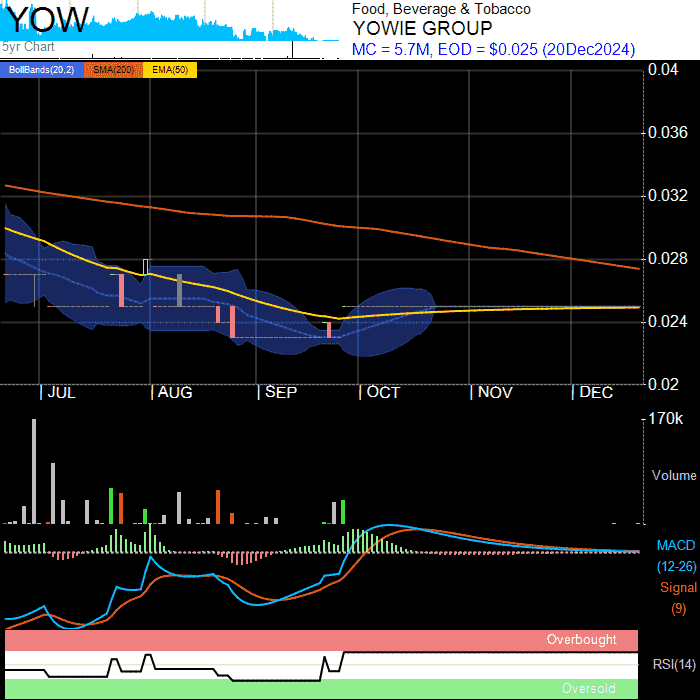 YOW
Food, Beverage & Tobacco
YOWIE GROUP
5yr Chart
MC = 5.7M, EOD = $0.025 (20Dec2024)
BollBands(20,2) SMA(200) EMA(50)
0.04
0.036
0.032
0.028
0.024
0.02
JUL AUG SEP OCT NOV DEC
170k
Volume
MACD
(12-26)
Signal
(9)
Overbought
RSI(14)
Oversold